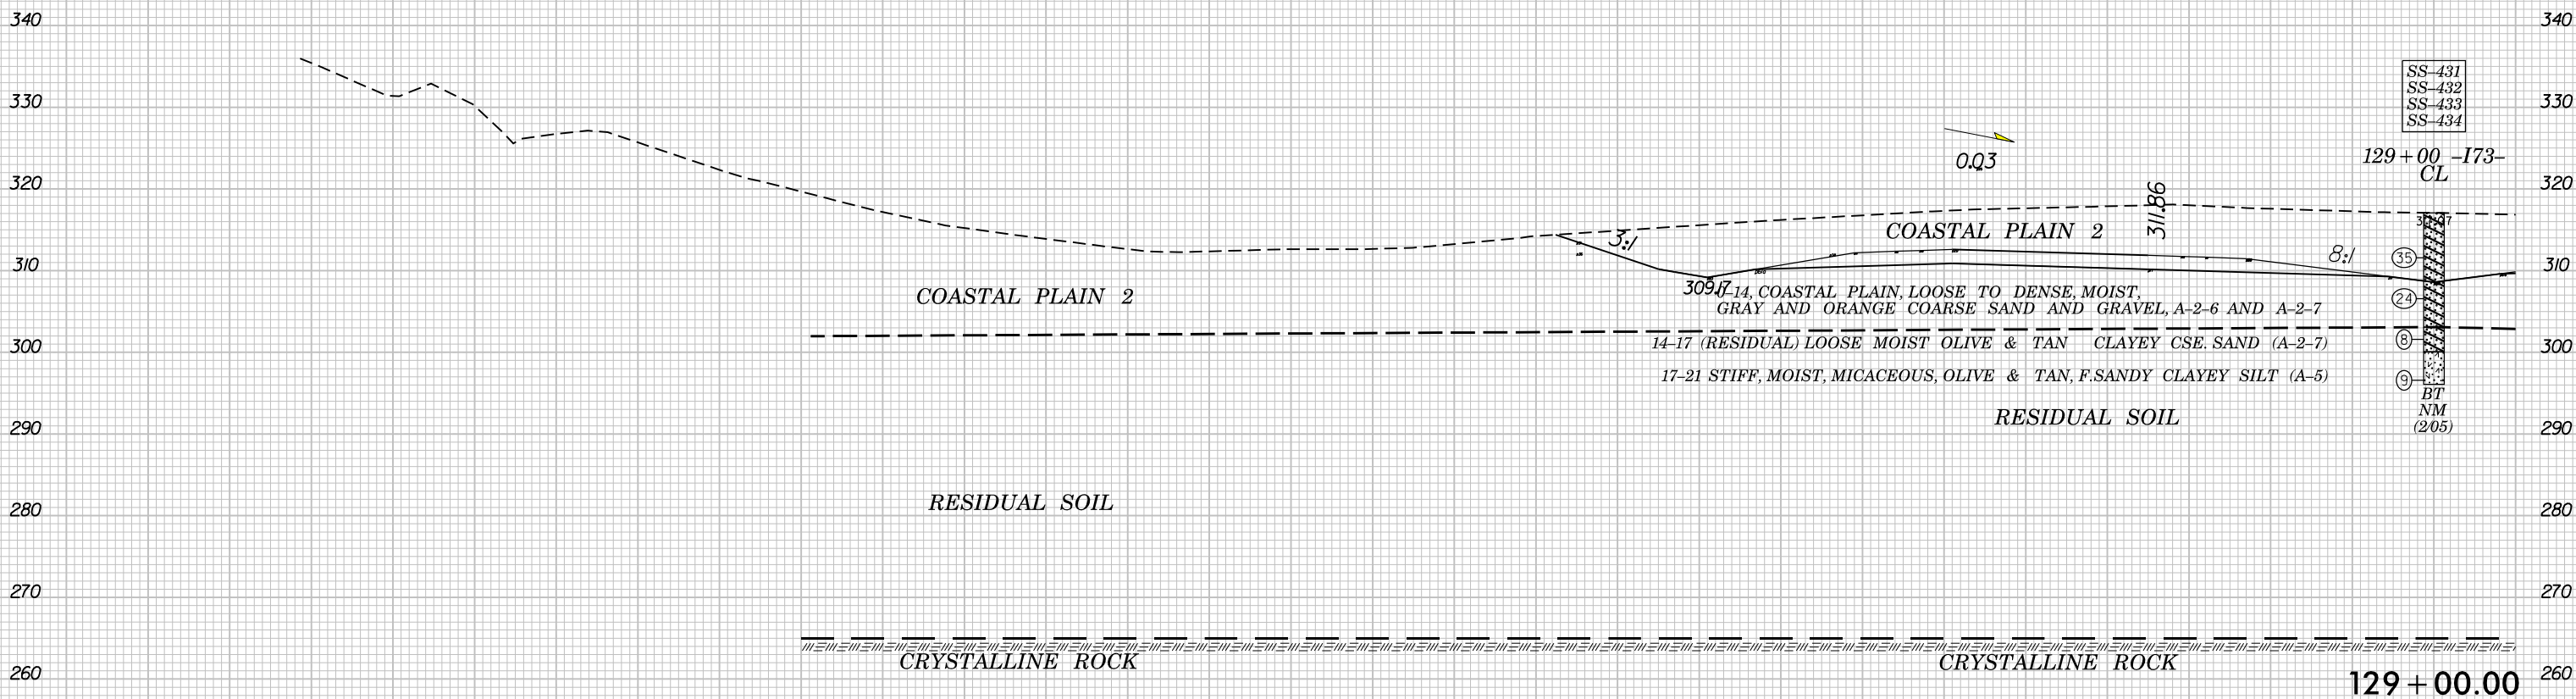 340
340
330
330
SS-431
SS-432
SS-433
SS-434
129+00 -I73-
CL
0.03
320
320
311.86
COASTAL PLAIN 2
3:1
8:1
35
310
310
COASTAL PLAIN 2
309.17
0-14, COASTAL PLAIN, LOOSE TO DENSE, MOIST,
GRAY AND ORANGE COARSE SAND AND GRAVEL, A-2-6 AND A-2-7
24
300
300
14-17 (RESIDUAL) LOOSE MOIST OLIVE & TAN CLAYEY CSE. SAND (A-2-7)
8
17-21 STIFF, MOIST, MICACEOUS, OLIVE & TAN, F.SANDY CLAYEY SILT (A-5)
9
BT
NM
(2/05)
RESIDUAL SOIL
290
290
RESIDUAL SOIL
280
280
270
270
CRYSTALLINE ROCK
CRYSTALLINE ROCK
260
260
129+00.00